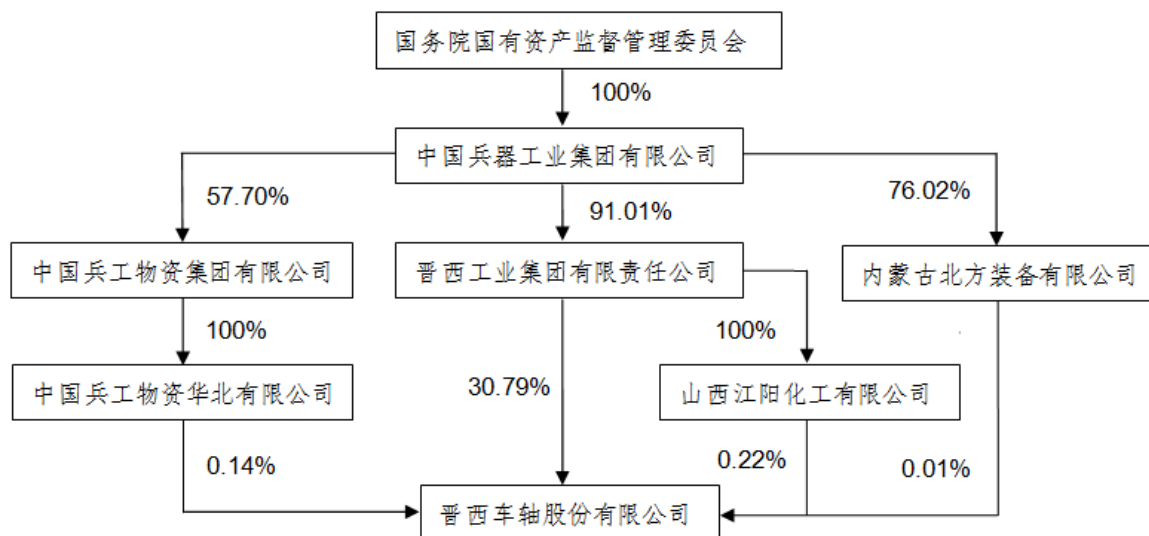 国务院国有资产监督管理委员会
100%
中国兵器工业集团有限公司
57.70%
91.01%
76.02%
中国兵工物资集团有限公司
晋西工业集团有限责任公司
内蒙古北方装备有限公司
100%
100%
中国兵工物资华北有限公司
30.79%
山西江阳化工有限公司
0.14%
0.22%
0.01%
晋西车轴股份有限公司